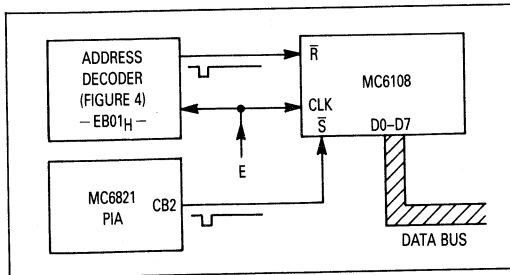 ADDRESS
DECODER
(FIGURE 4)
– EB01H –
R̅
MC6108
CLK
S̅
D0–D7
E
MC6821
PIA
CB2
DATA BUS